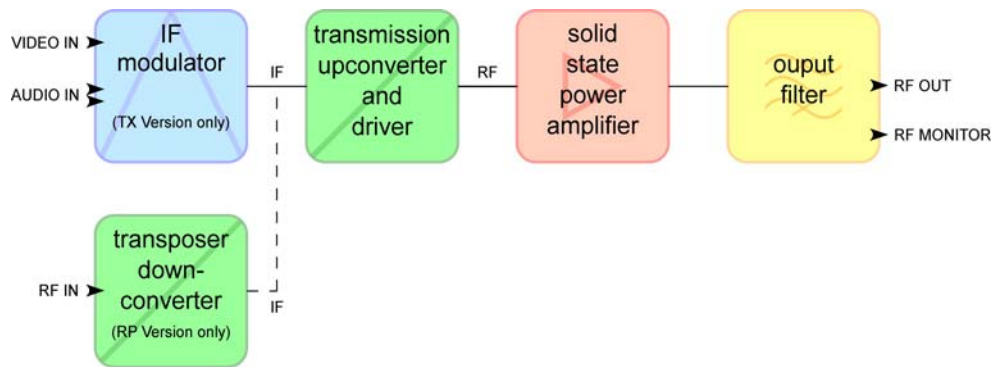 VIDEO IN
AUDIO IN
IF
modulator
(TX Version only)
IF
transmission
upconverter
and
driver
RF
solid
state
power
amplifier
ouput
filter
RF OUT
RF MONITOR
RF IN
transposer
down-
converter
(RP Version only)
IF